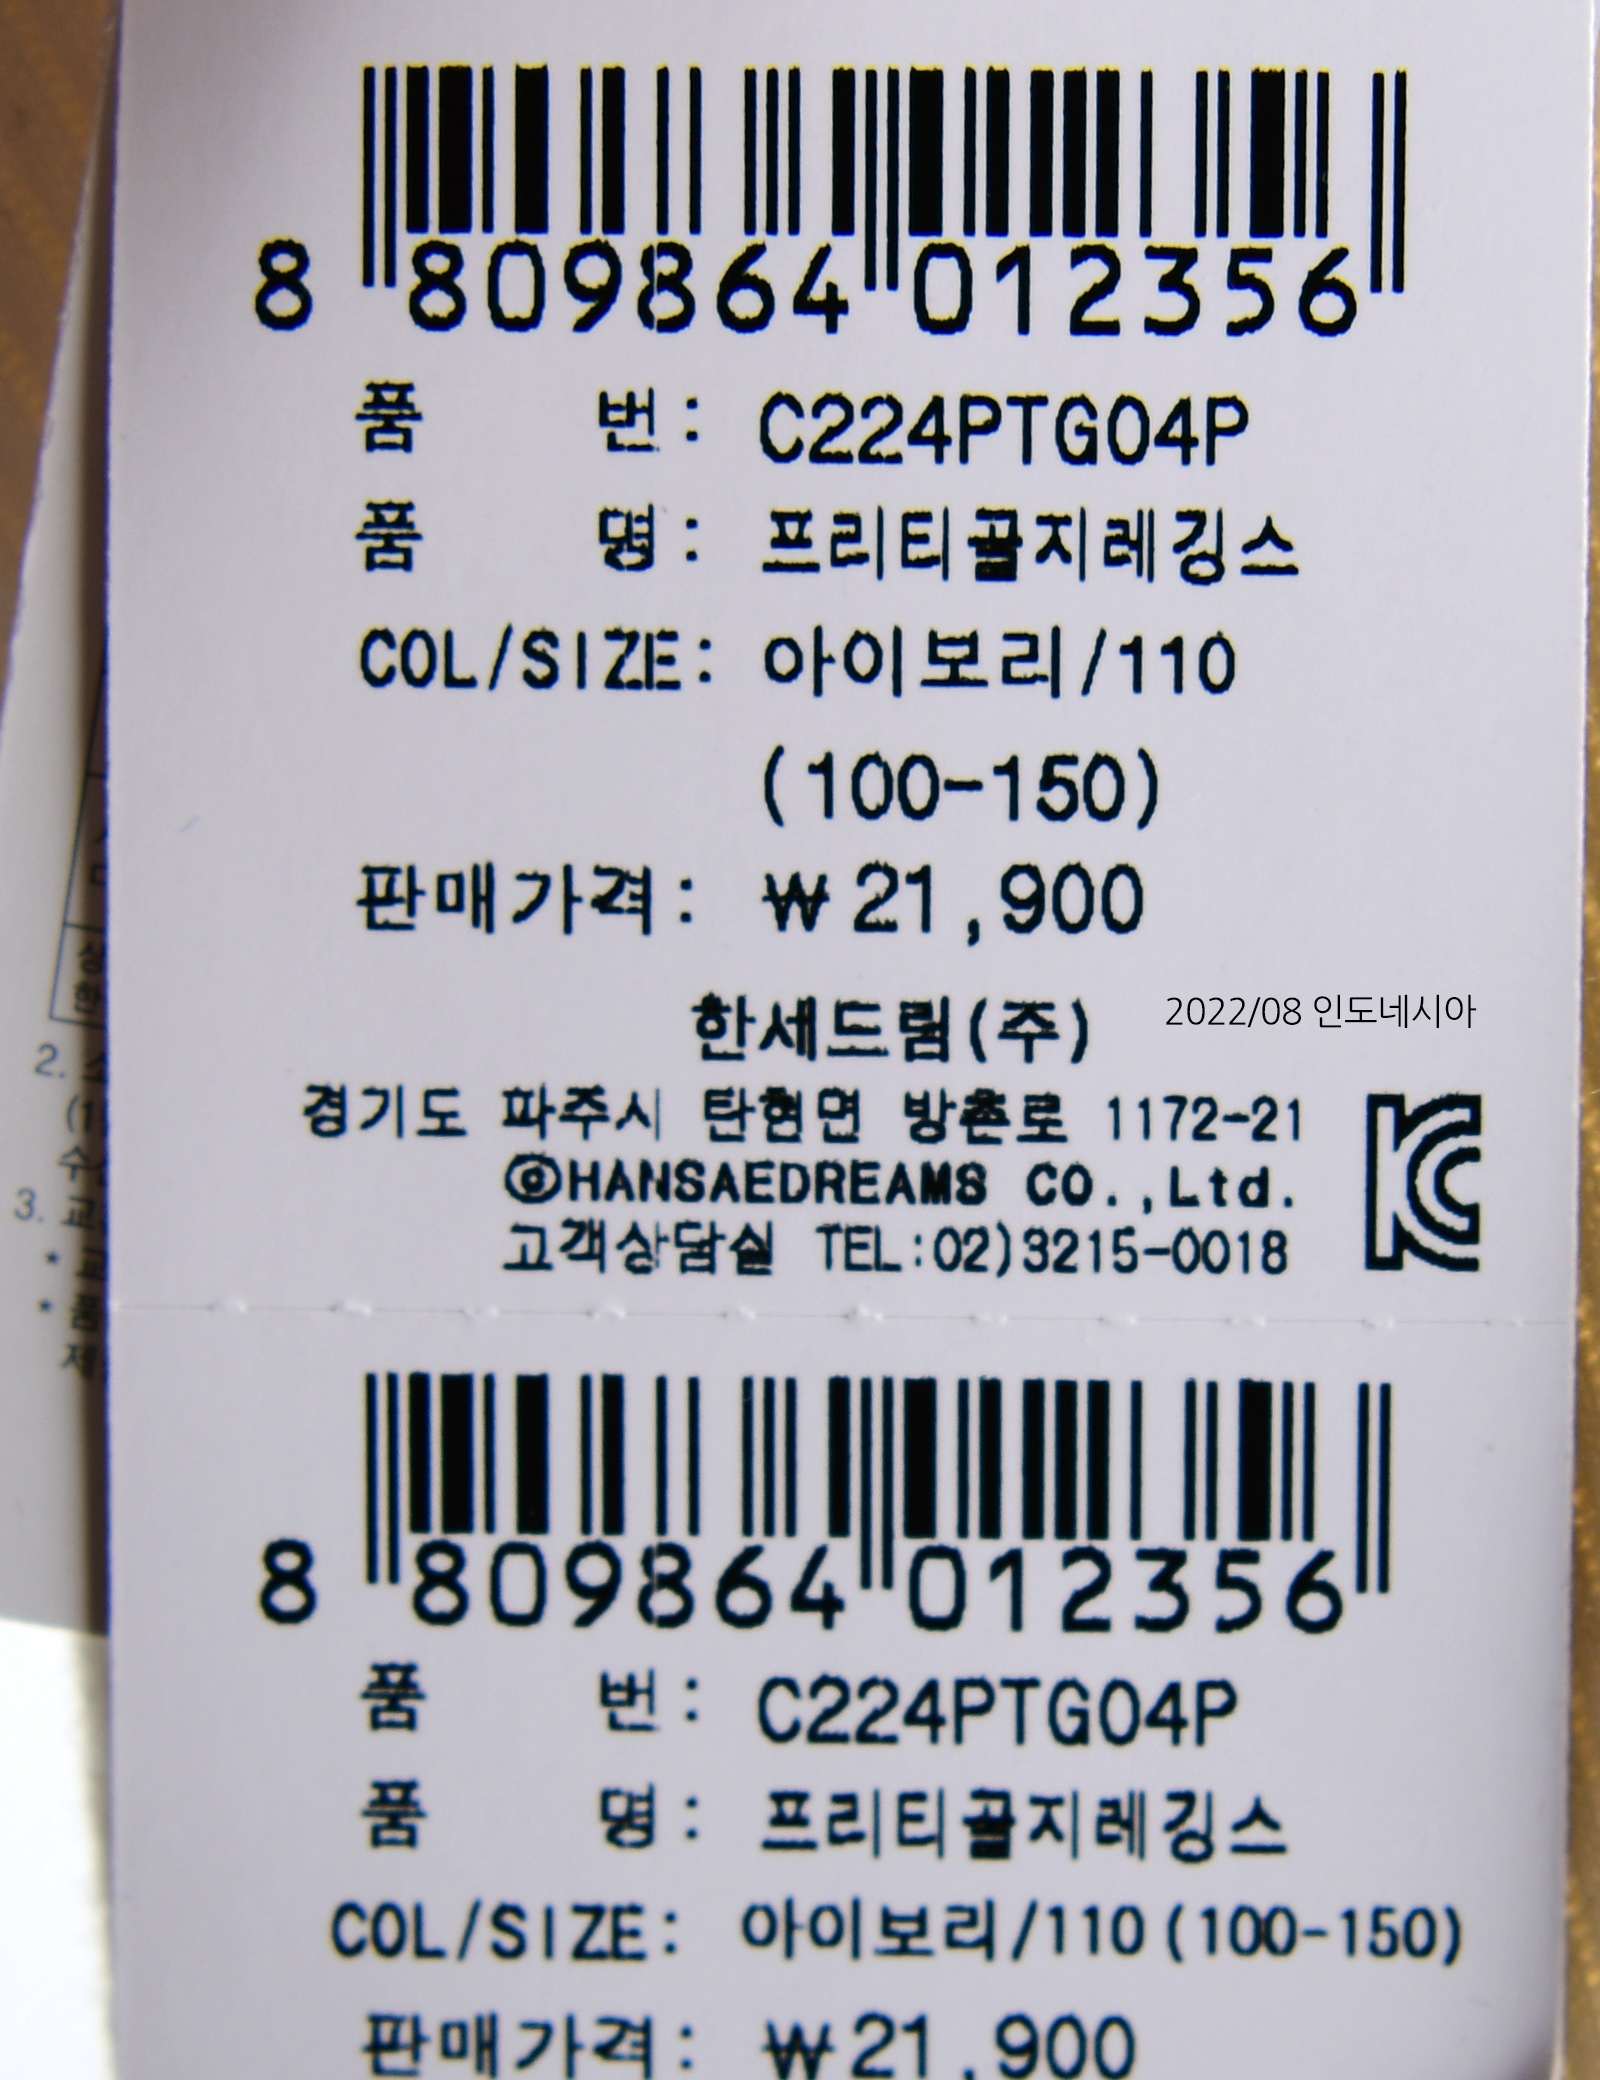 8 809864 012356
품 번: C224PTG04P
품 명: 프리티골지레깅스
COL/SIZE: 아이보리/110
(100-150)
판매가격: ₩21,900
한세드림(주) 2022/08 인도네시아
경기도 파주시 탄현면 방촌로 1172-21
©HANSAEDREAMS CO.,Ltd.
고객상담실 TEL:02)3215-0018
8 809864 012356
품 번: C224PTG04P
품 명: 프리티골지레깅스
COL/SIZE: 아이보리/110(100-150)
판매가격: ₩21,900
2.
3.